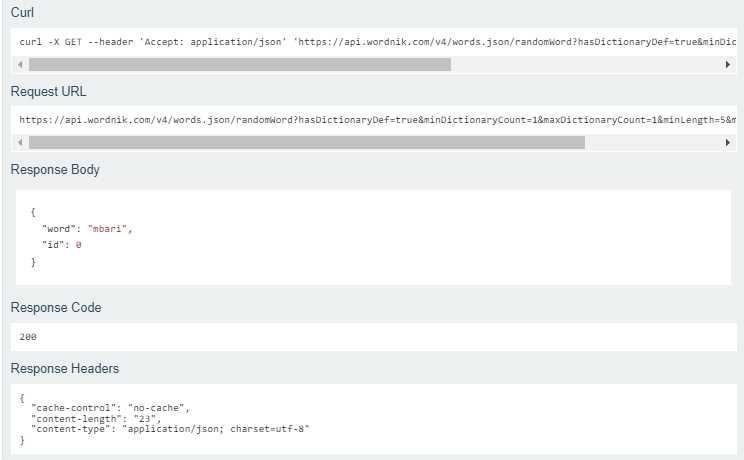 Curl
curl -X GET --header 'Accept: application/json' 'https://api.wordnik.com/v4/words.json/randomWord?hasDictionaryDef=true&minDic
Request URL
https://api.wordnik.com/v4/words.json/randomWord?hasDictionaryDef=true&minDictionaryCount=1&maxDictionaryCount=1&minLength=5&m
Response Body
{
  "word": "mbari",
  "id": 0
}
Response Code
200
Response Headers
{
  "cache-control": "no-cache",
  "content-length": "23",
  "content-type": "application/json; charset=utf-8"
}